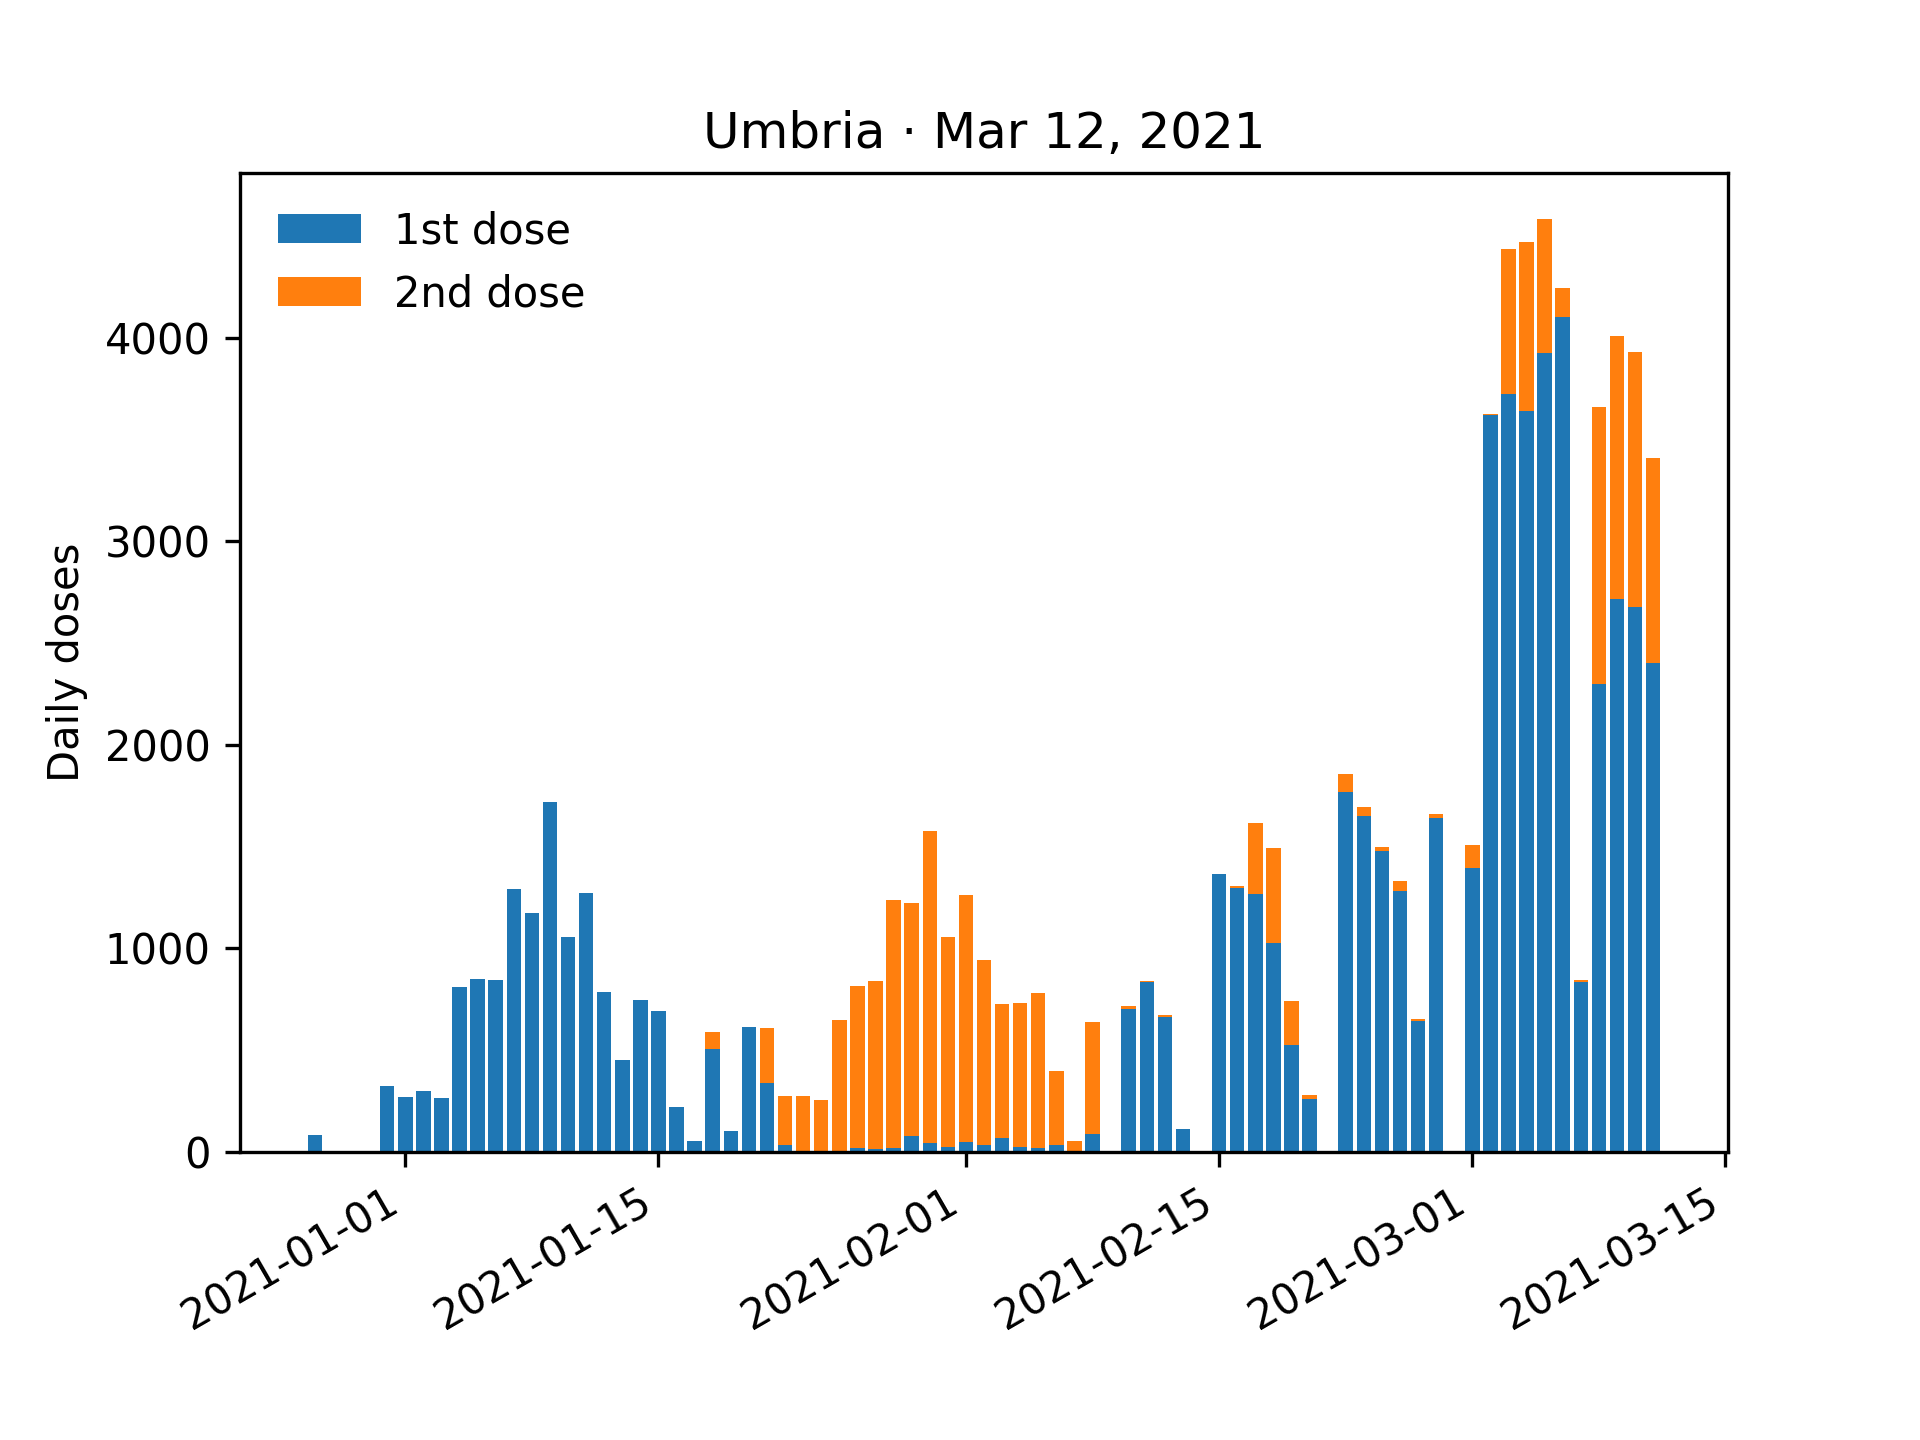 Umbria · Mar 12, 2021
1st dose
2nd dose
4000
3000
2000
1000
0
Daily doses
2021-01-01
2021-01-15
2021-02-01
2021-02-15
2021-03-01
2021-03-15